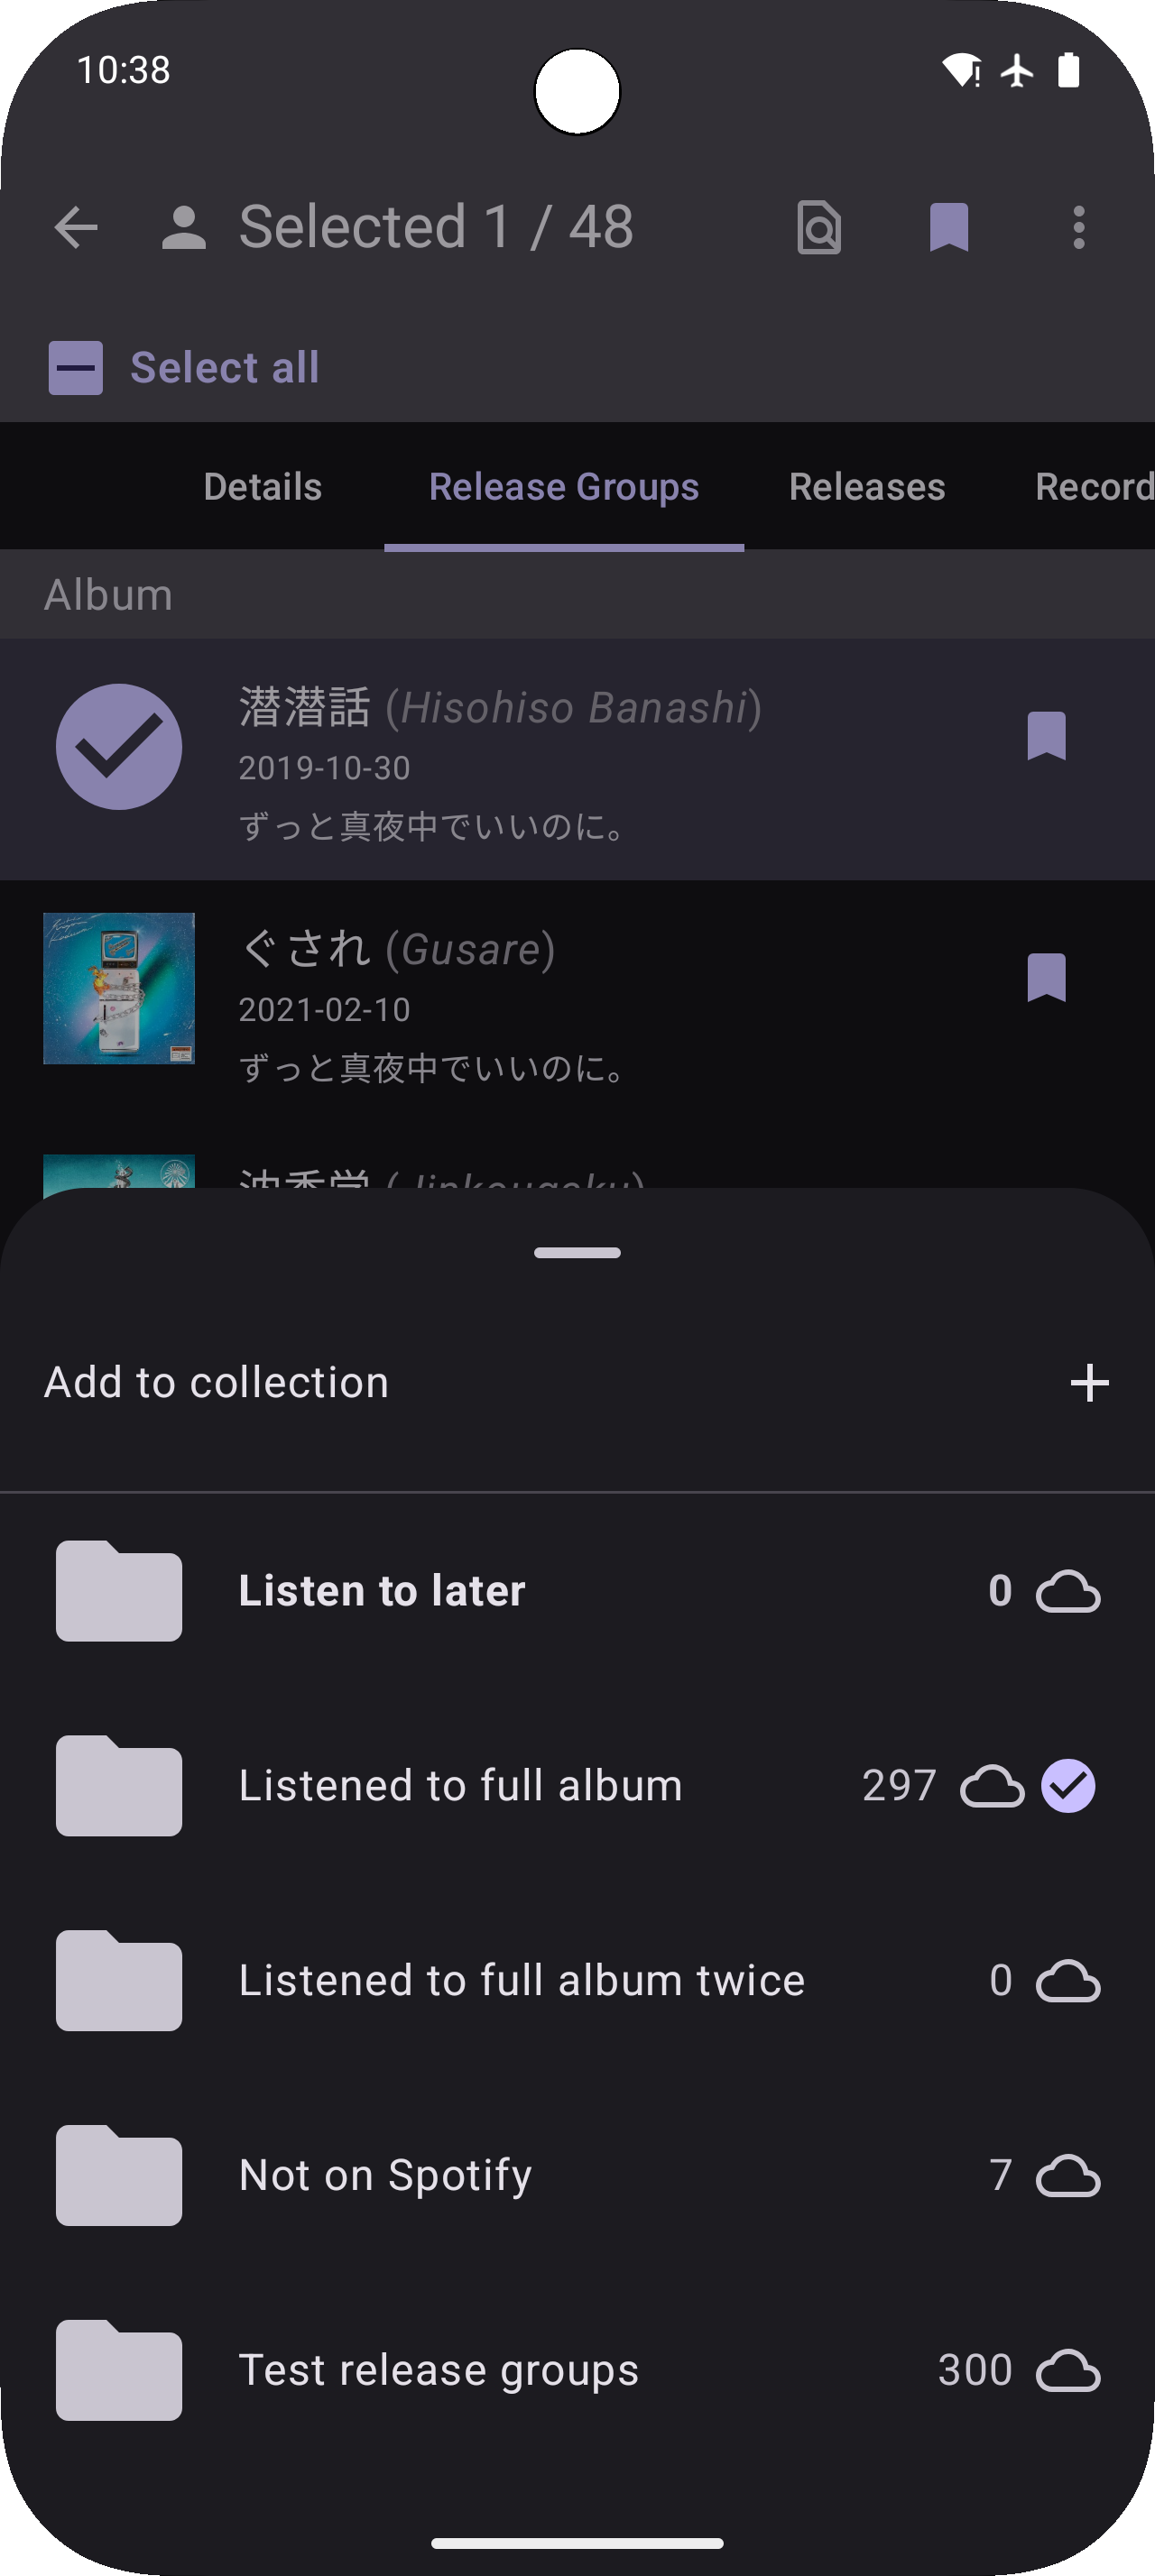 10:38
Selected 1 / 48
Select all
Details Release Groups Releases Record
Album
潜潜話 (Hisohiso Banashi)
2019-10-30
ずっと真夜中でいいのに。
ぐされ (Gusare)
2021-02-10
ずっと真夜中でいいのに。
沈香学 (Jinkougaku)
Add to collection
Listen to later 0
Listened to full album 297
Listened to full album twice 0
Not on Spotify 7
Test release groups 300